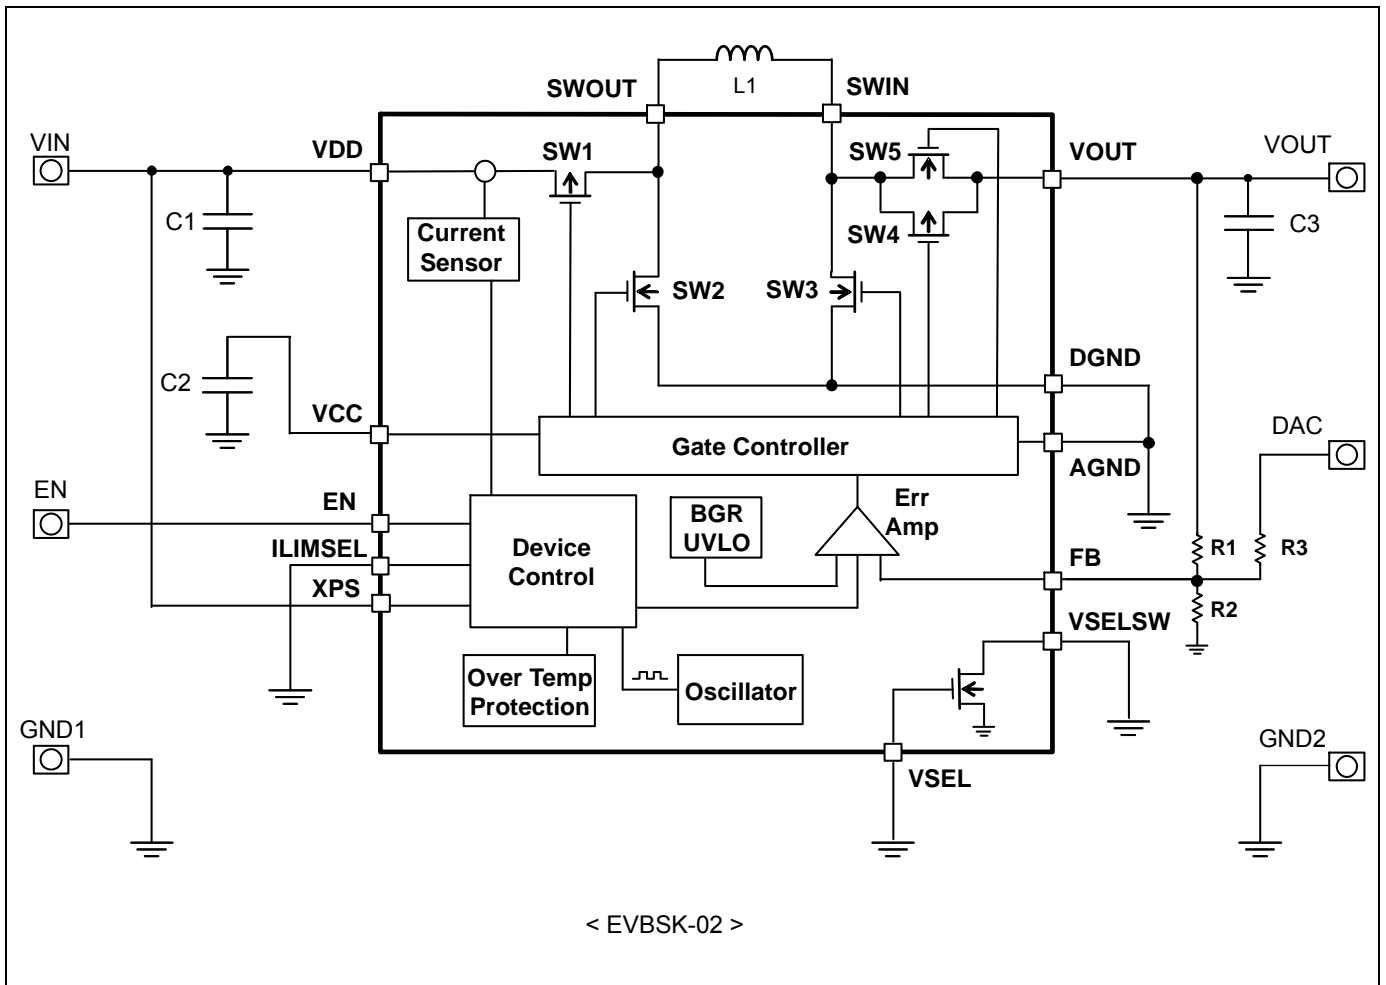 L1
SWOUT
SWIN
VIN
VDD
SW1
SW5
VOUT
VOUT
C1
Current
Sensor
SW4
C3
SW2
SW3
C2
DGND
VCC
Gate Controller
DAC
AGND
EN
EN
BGR
UVLO
Err
Amp
ILIMSEL
Device
Control
R1
R3
FB
XPS
R2
VSELSW
Over Temp
Protection
Oscillator
GND1
GND2
VSEL
< EVBSK-02 >